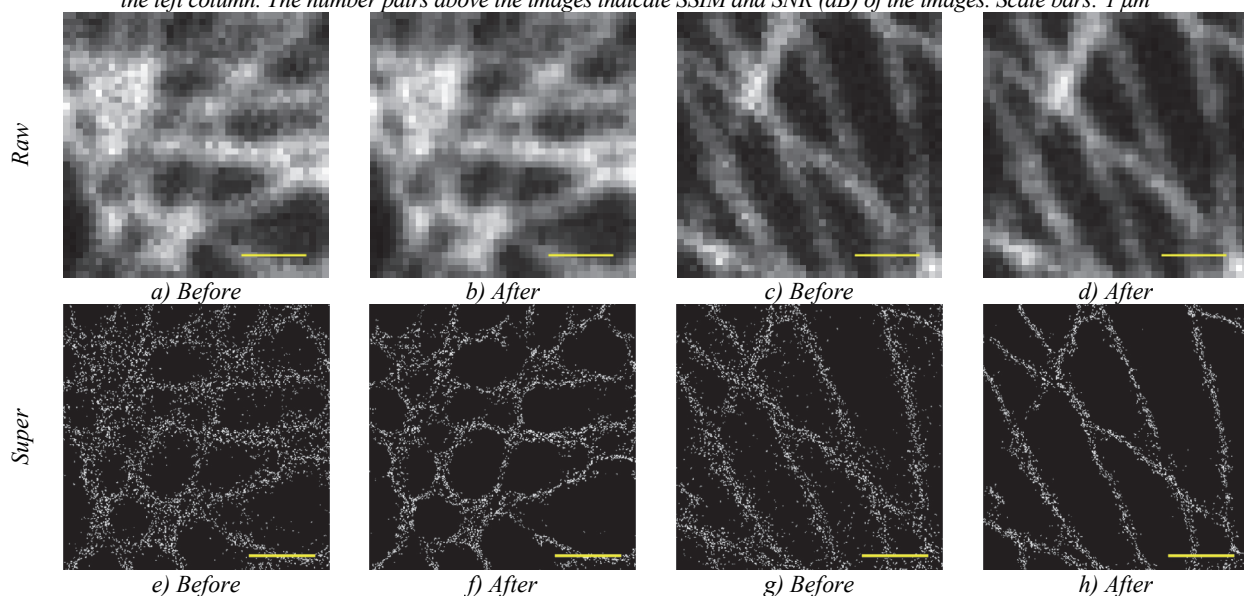 the left column. The number pairs above the images indicate SSIM and SNR (dB) of the images. Scale bars: 1 μm
Raw
a) Before b) After c) Before d) After
Super
e) Before f) After g) Before h) After